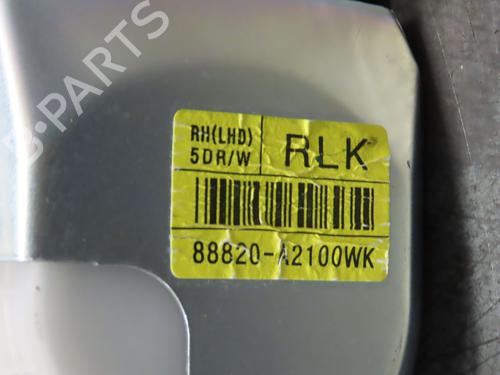 B-PARTS
RH(LHD)
5DR/W
RLK
88820-A2100WK